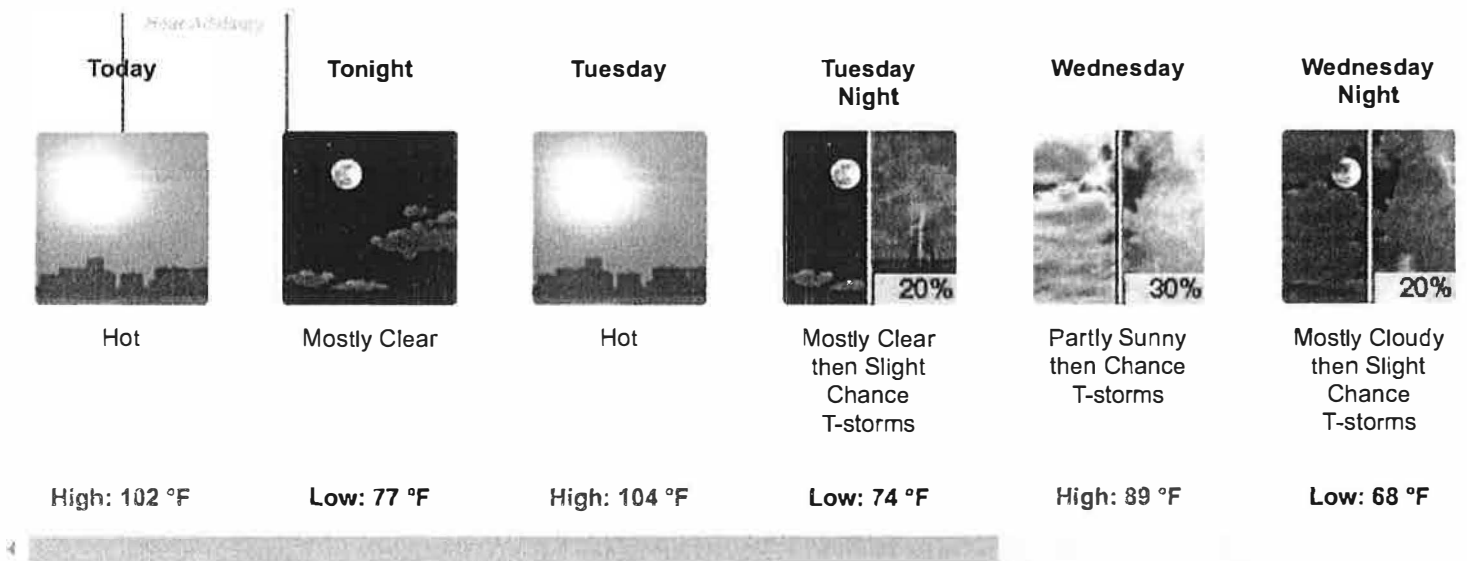 Heat Advisory
Today
Tonight
Tuesday
Tuesday
Night
Wednesday
Wednesday
Night
20%
30%
20%
Hot
Mostly Clear
Hot
Mostly Clear
then Slight
Chance
T-storms
Partly Sunny
then Chance
T-storms
Mostly Cloudy
then Slight
Chance
T-storms
High: 102 °F
Low: 77 °F
High: 104 °F
Low: 74 °F
High: 89 °F
Low: 68 °F